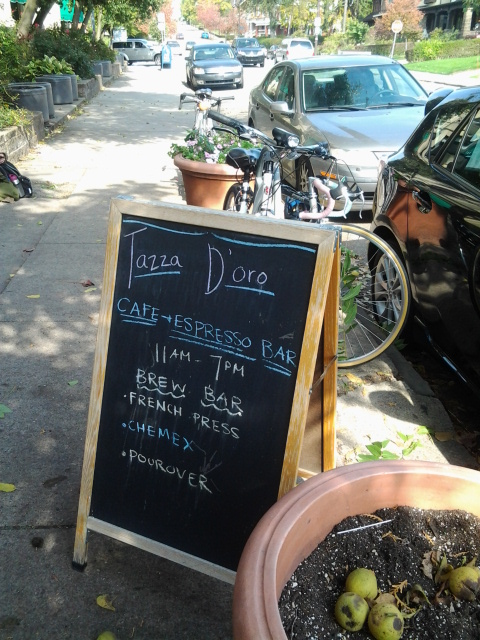 Tazza D'oro
CAFE → ESPRESSO BAR
11AM - 7PM
BREW BAR
• FRENCH PRESS
• CHEMEX
• POUROVER